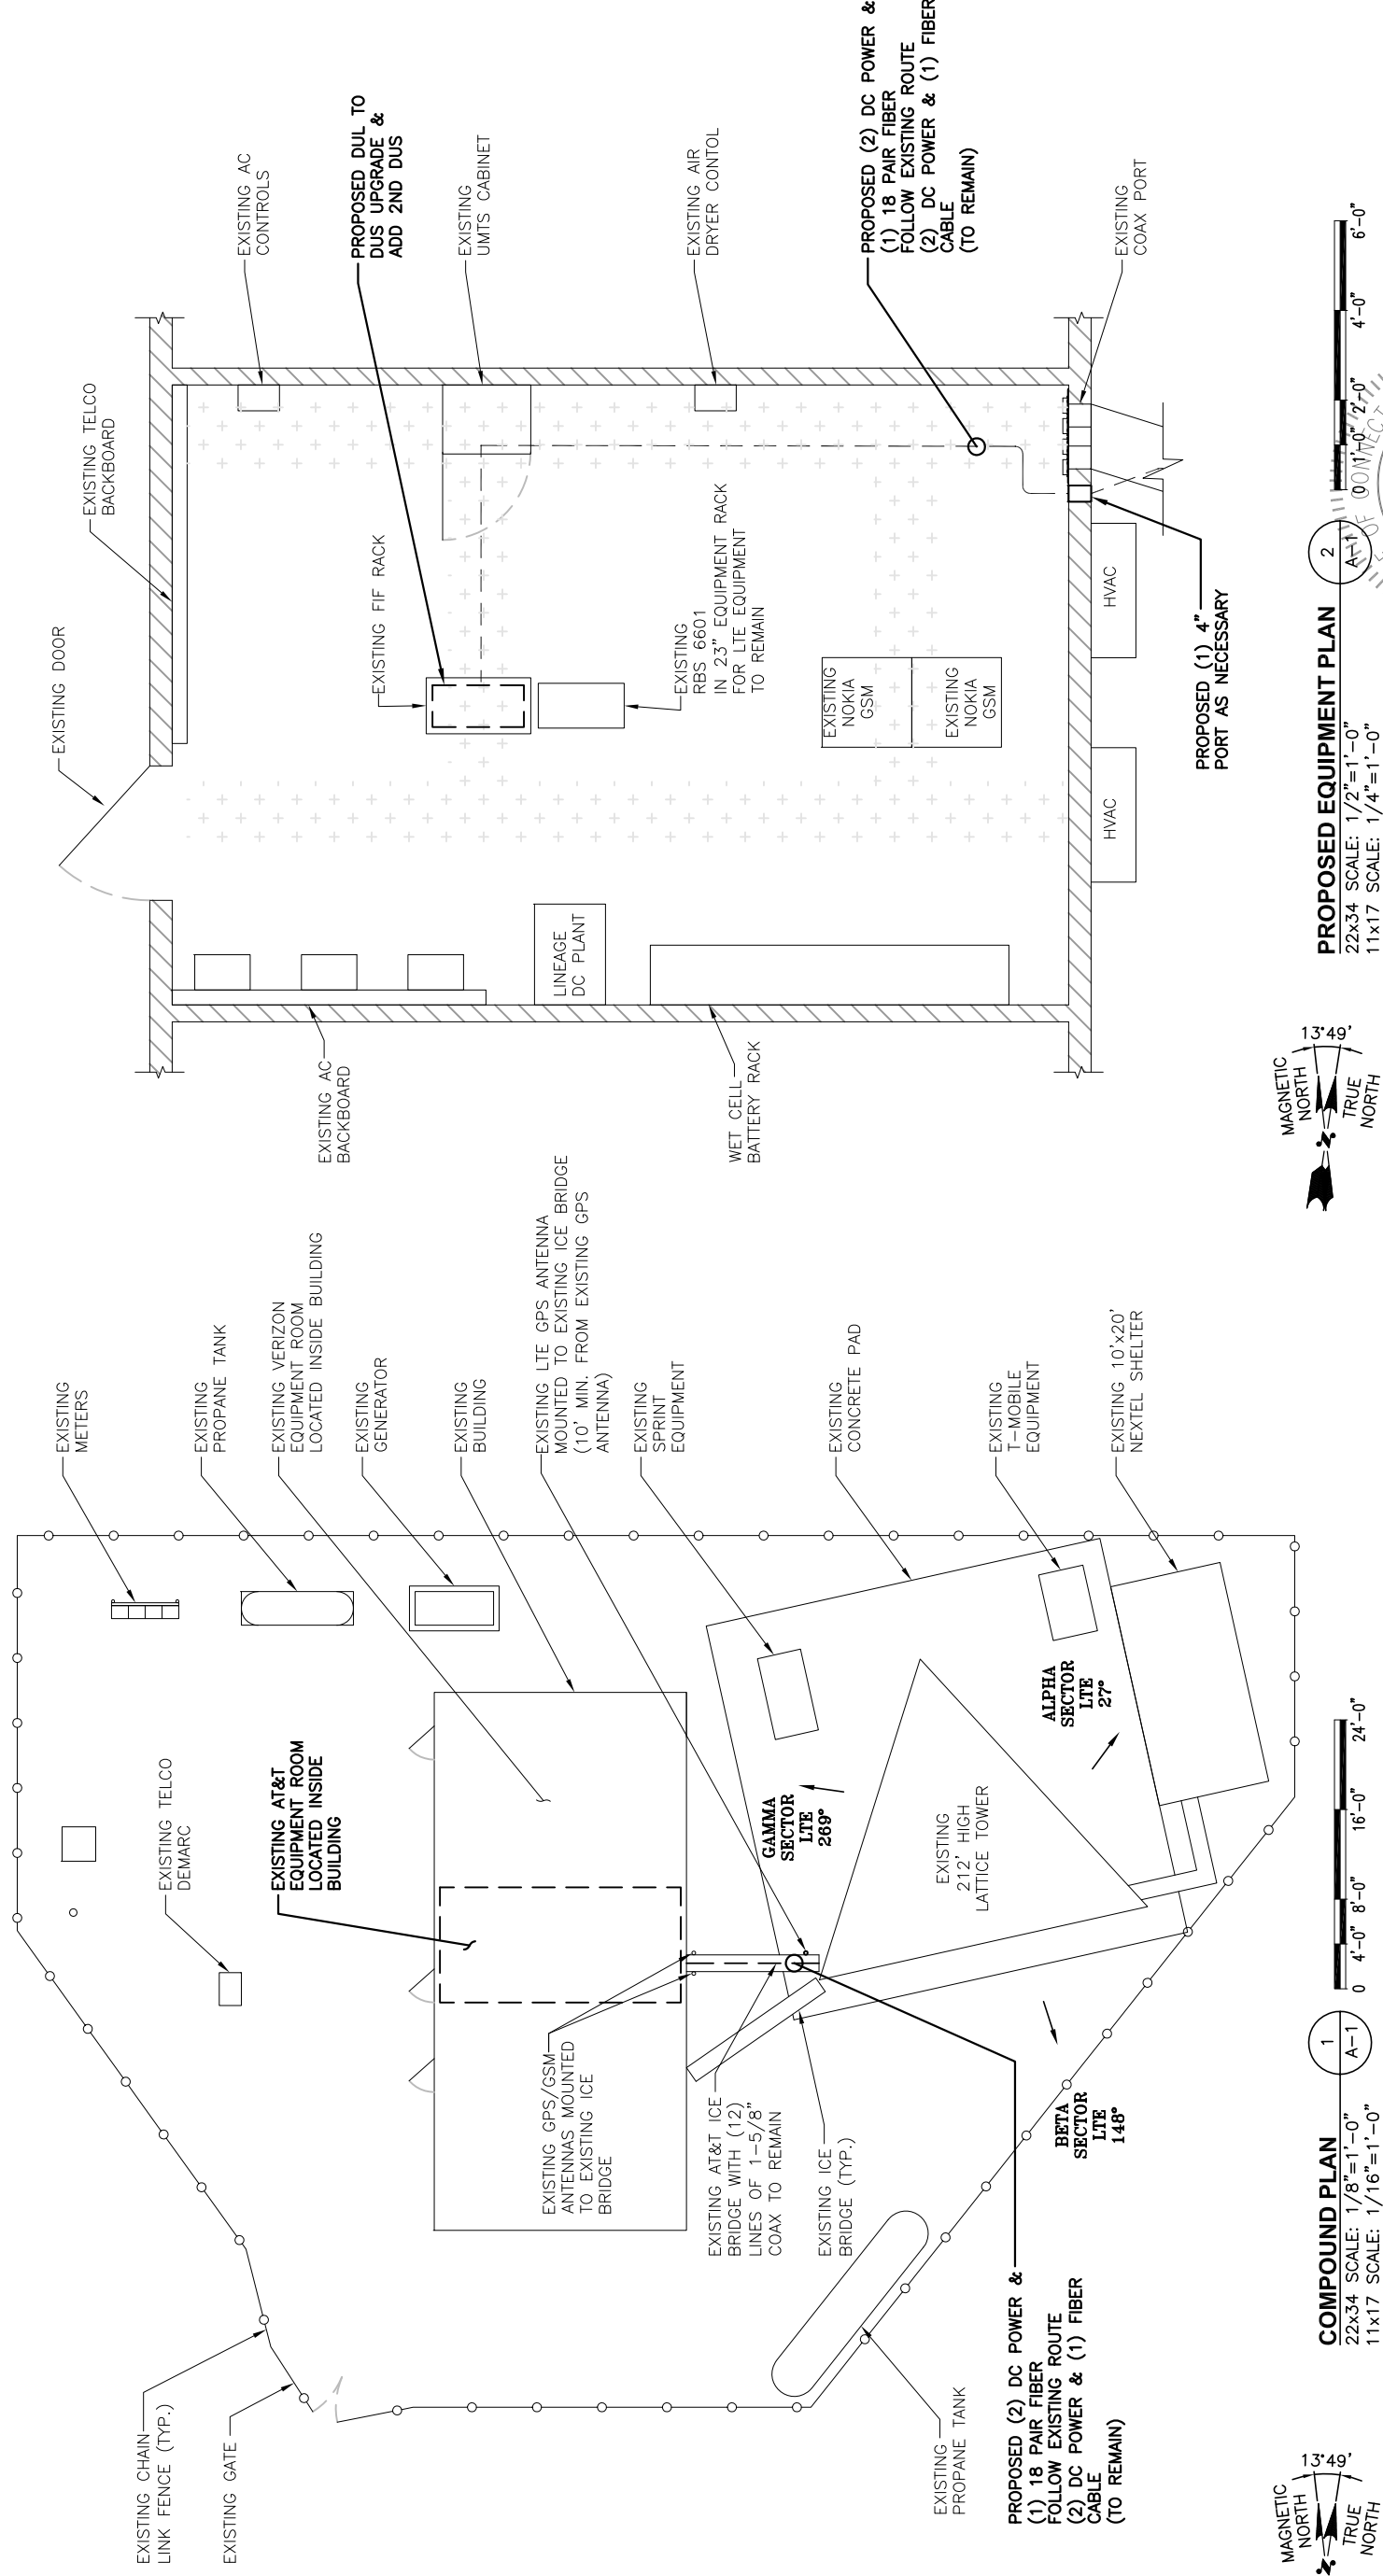 EXISTING CHAIN
LINK FENCE (TYP.)
EXISTING GATE
EXISTING TELCO
DEMARC
EXISTING AT&T
EQUIPMENT ROOM
LOCATED INSIDE
BUILDING
EXISTING
METERS
EXISTING
PROPANE TANK
EXISTING VERIZON
EQUIPMENT ROOM
LOCATED INSIDE BUILDING
EXISTING
GENERATOR
EXISTING
BUILDING
EXISTING LTE GPS ANTENNA
MOUNTED TO EXISTING ICE BRIDGE
(10' MIN. FROM EXISTING GPS
ANTENNA)
EXISTING
SPRINT
EQUIPMENT
EXISTING
CONCRETE PAD
EXISTING
T-MOBILE
EQUIPMENT
EXISTING 10'x20'
NEXTEL SHELTER
EXISTING GPS/GSM
ANTENNAS MOUNTED
TO EXISTING ICE
BRIDGE
EXISTING AT&T ICE
BRIDGE WITH (12)
LINES OF 1-5/8"
COAX TO REMAIN
EXISTING ICE
BRIDGE (TYP.)
GAMMA
SECTOR
LTE
269°
EXISTING
212' HIGH
LATTICE TOWER
ALPHA
SECTOR
LTE
27°
BETA
SECTOR
LTE
148°
EXISTING
PROPANE TANK
PROPOSED (2) DC POWER &
(1) 18 PAIR FIBER
FOLLOW EXISTING ROUTE
(2) DC POWER & (1) FIBER
CABLE
(TO REMAIN)
MAGNETIC
NORTH
13°49'
TRUE
NORTH
COMPOUND PLAN
22x34 SCALE: 1/8"=1'-0"
11x17 SCALE: 1/16"=1'-0"
1
A-1
0 4'-0" 8'-0" 16'-0" 24'-0"
EXISTING DOOR
EXISTING TELCO
BACKBOARD
EXISTING AC
CONTROLS
PROPOSED DUL TO
DUS UPGRADE &
ADD 2ND DUS
EXISTING
UMTS CABINET
EXISTING AIR
DRYER CONTOL
PROPOSED (2) DC POWER &
(1) 18 PAIR FIBER
FOLLOW EXISTING ROUTE
(2) DC POWER & (1) FIBER
CABLE
(TO REMAIN)
EXISTING
COAX PORT
EXISTING FIF RACK
EXISTING
RBS 6601
IN 23" EQUIPMENT RACK
FOR LTE EQUIPMENT
TO REMAIN
EXISTING
NOKIA
GSM
EXISTING
NOKIA
GSM
LINEAGE
DC PLANT
EXISTING AC
BACKBOARD
WET CELL
BATTERY RACK
HVAC
HVAC
PROPOSED (1) 4"
PORT AS NECESSARY
MAGNETIC
NORTH
13°49'
TRUE
NORTH
PROPOSED EQUIPMENT PLAN
22x34 SCALE: 1/2"=1'-0"
11x17 SCALE: 1/4"=1'-0"
2
A-1
0 1'-0" 2'-0" 4'-0" 6'-0"
OF CONNECT